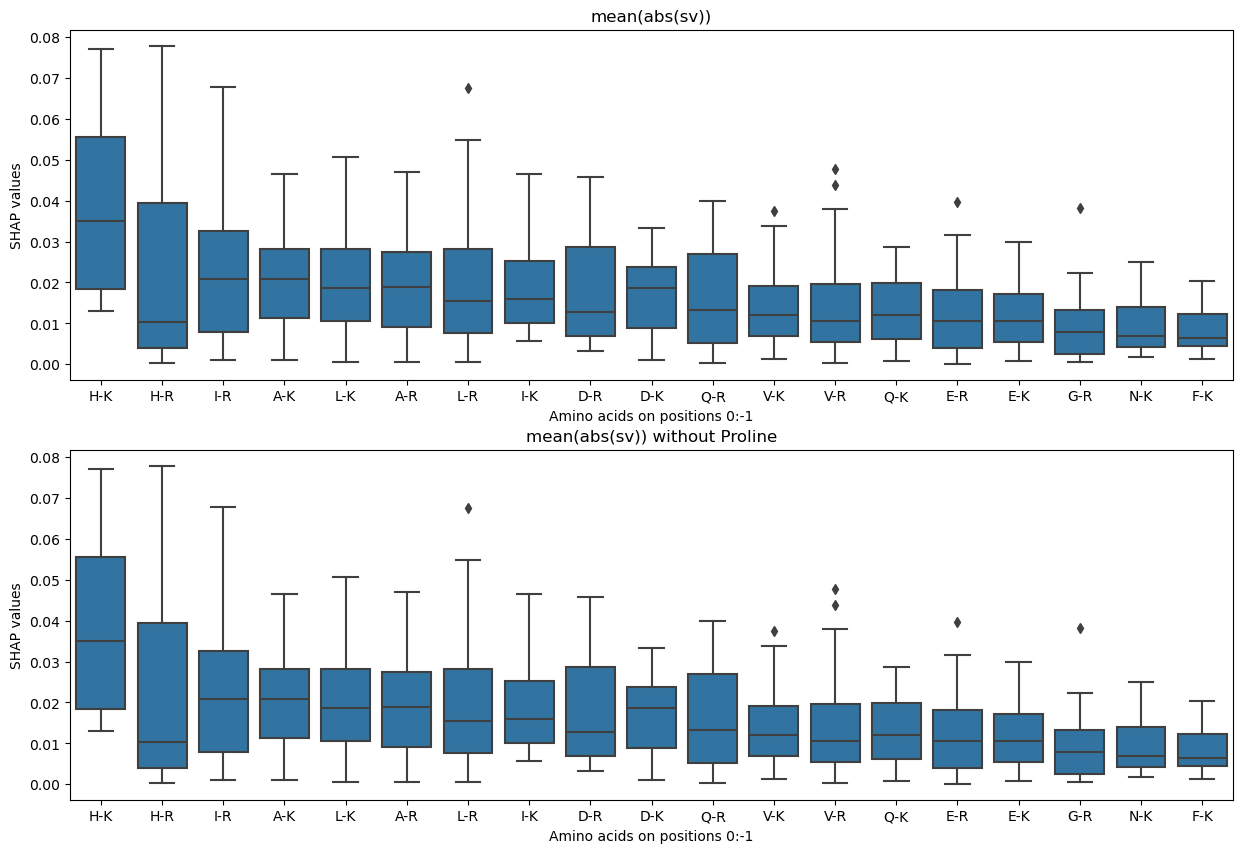 mean(abs(sv))
0.08
0.07
0.06
0.05
0.04
0.03
0.02
0.01
0.00
SHAP values
H-K H-R I-R A-K L-K A-R L-R I-K D-R D-K Q-R V-K V-R Q-K E-R E-K G-R N-K F-K
Amino acids on positions 0:-1
mean(abs(sv)) without Proline
0.08
0.07
0.06
0.05
0.04
0.03
0.02
0.01
0.00
SHAP values
H-K H-R I-R A-K L-K A-R L-R I-K D-R D-K Q-R V-K V-R Q-K E-R E-K G-R N-K F-K
Amino acids on positions 0:-1